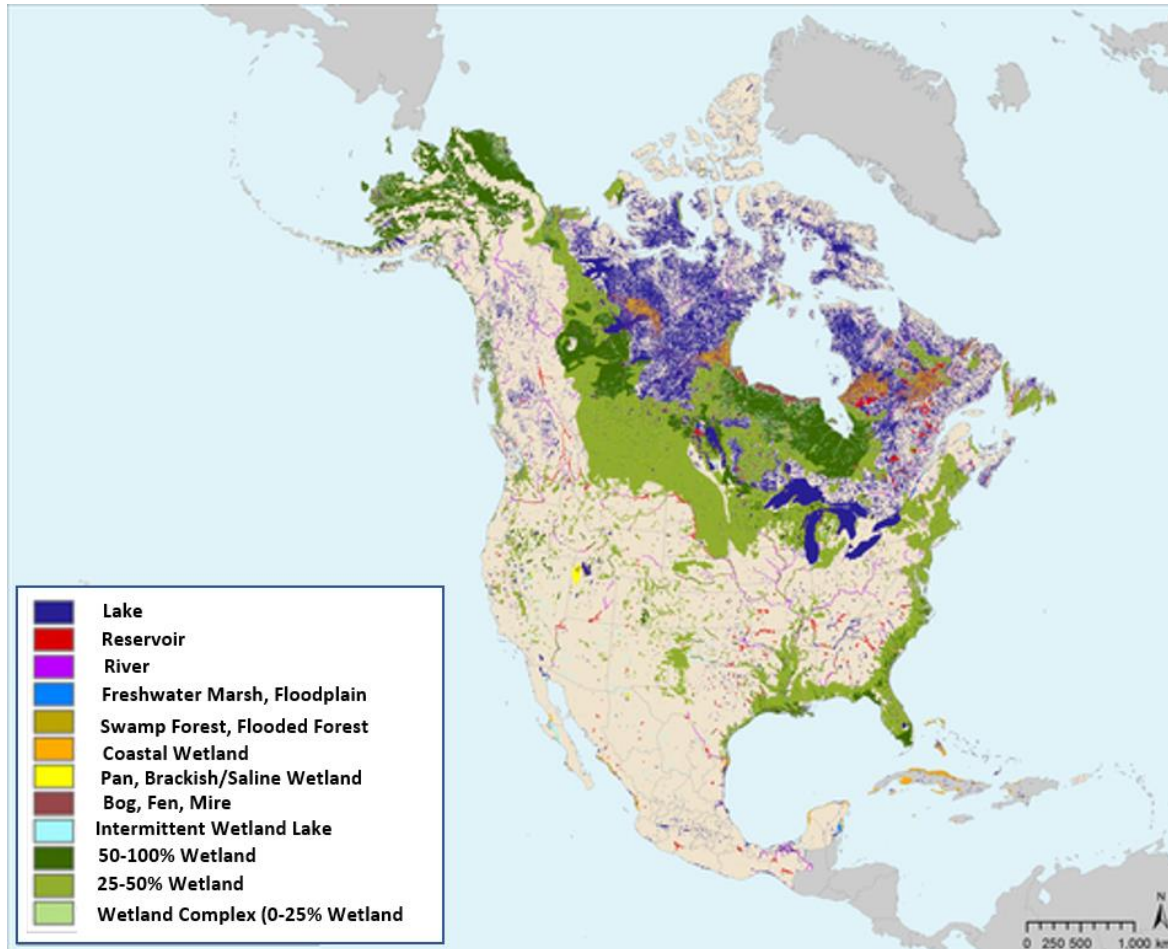 Lake
Reservoir
River
Freshwater Marsh, Floodplain
Swamp Forest, Flooded Forest
Coastal Wetland
Pan, Brackish/Saline Wetland
Bog, Fen, Mire
Intermittent Wetland Lake
50-100% Wetland
25-50% Wetland
Wetland Complex (0-25% Wetland
N
0 250 500 1.000